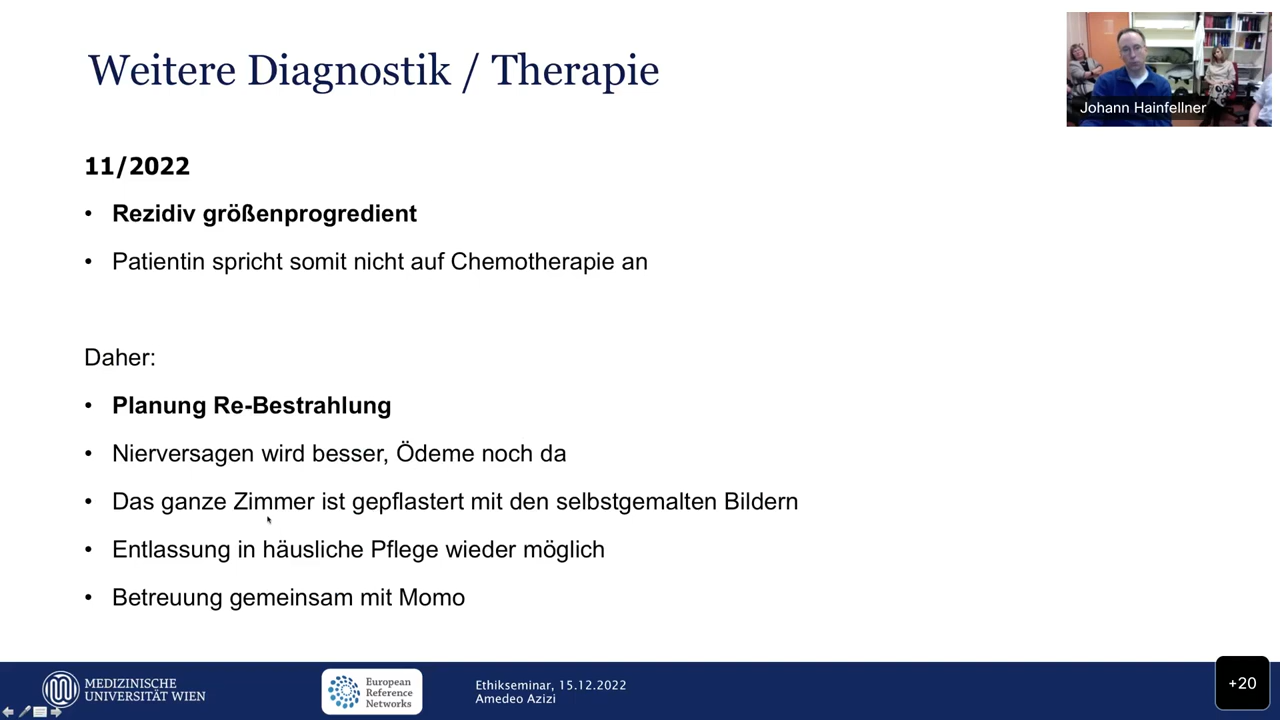 Weitere Diagnostik / Therapie
Johann Hainfellner
11/2022
• Rezidiv größenprogredient
• Patientin spricht somit nicht auf Chemotherapie an
Daher:
• Planung Re-Bestrahlung
• Nierversagen wird besser, Ödeme noch da
• Das ganze Zimmer ist gepflastert mit den selbstgemalten Bildern
• Entlassung in häusliche Pflege wieder möglich
• Betreuung gemeinsam mit Momo
MEDIZINISCHE
UNIVERSITÄT WIEN
European
Reference
Networks
Ethikseminar, 15.12.2022
Amedeo Azizi
+20